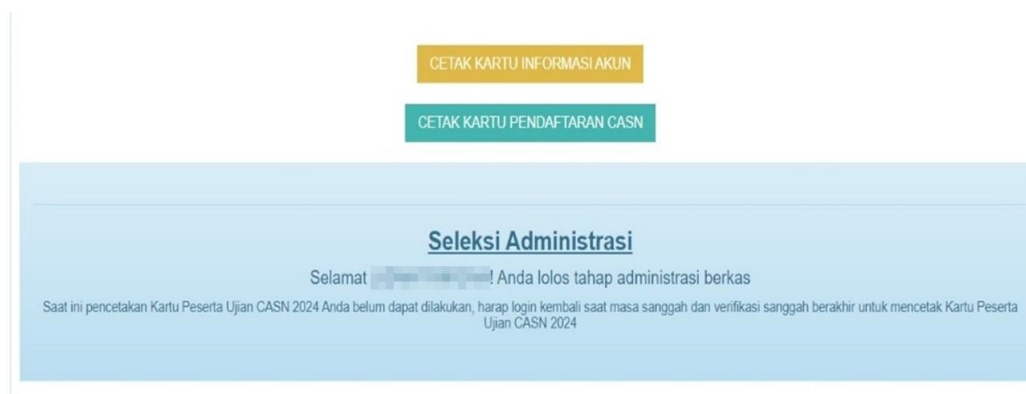 CETAK KARTU INFORMASI AKUN
CETAK KARTU PENDAFTARAN CASN
Seleksi Administrasi
Selamat ! Anda lolos tahap administrasi berkas
Saat ini pencetakan Kartu Peserta Ujian CASN 2024 Anda belum dapat dilakukan, harap login kembali saat masa sanggah dan verifikasi sanggah berakhir untuk mencetak Kartu Peserta
Ujian CASN 2024